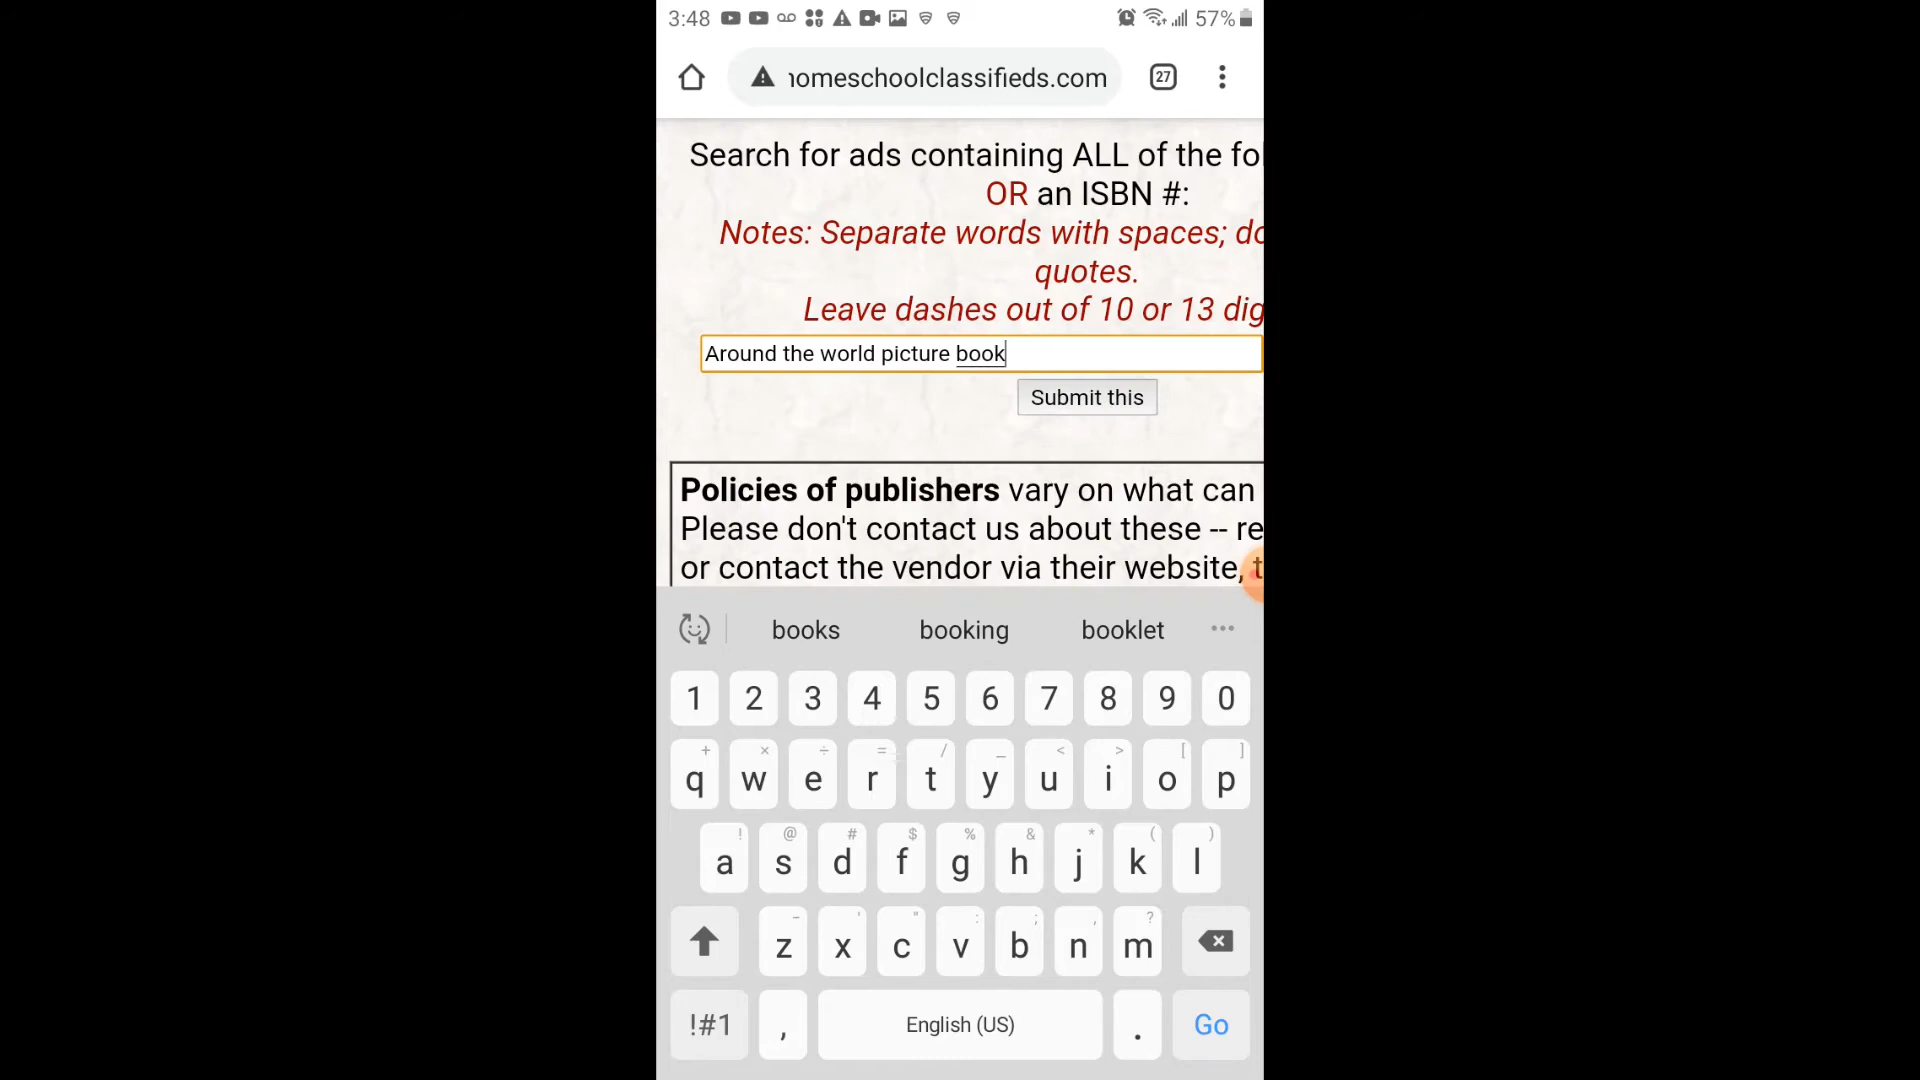 3:48 57%
homeschoolclassifieds.com 27
Search for ads containing ALL of the fol
OR an ISBN #:
Notes: Separate words with spaces; do
quotes.
Leave dashes out of 10 or 13 dig
Around the world picture book
Submit this
Policies of publishers vary on what can
Please don't contact us about these -- re
or contact the vendor via their website, t
books booking booklet ...
1 2 3 4 5 6 7 8 9 0
+ × ÷ = / _ < > [ ]
q w e r t y u i o p
! @ # $ % & * ( )
a s d f g h j k l
- ' " : ; , ?
z x c v b n m
!#1 , English (US) . Go